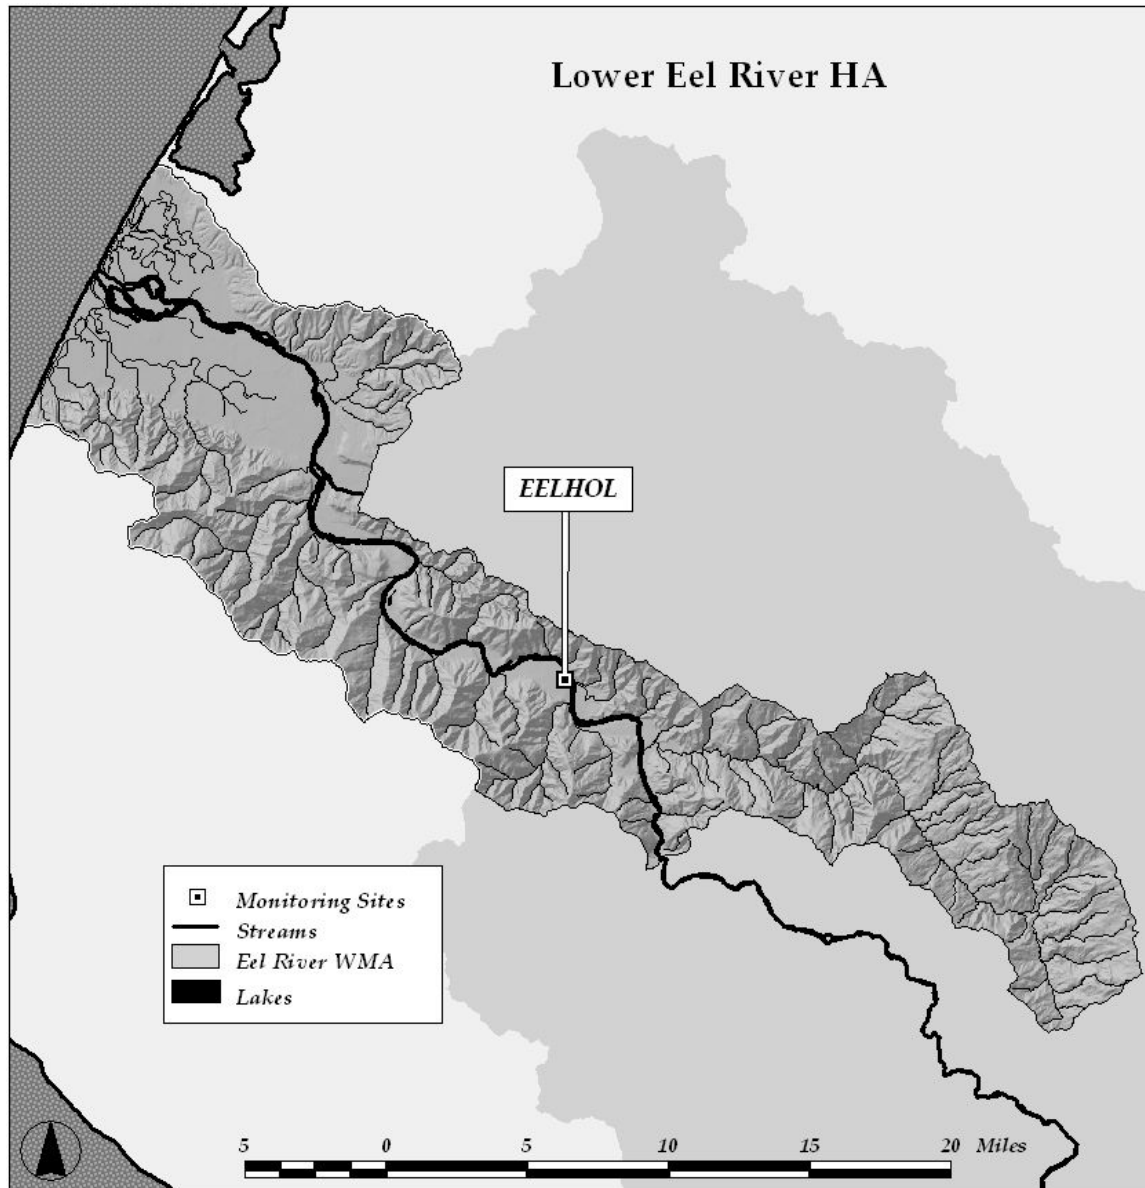 Lower Eel River HA
EELHOL
Monitoring Sites
Streams
Eel River WMA
Lakes
5 0 5 10 15 20 Miles